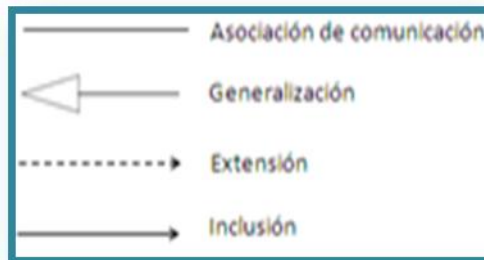 Asociación de comunicación
Generalización
Extensión
Inclusión